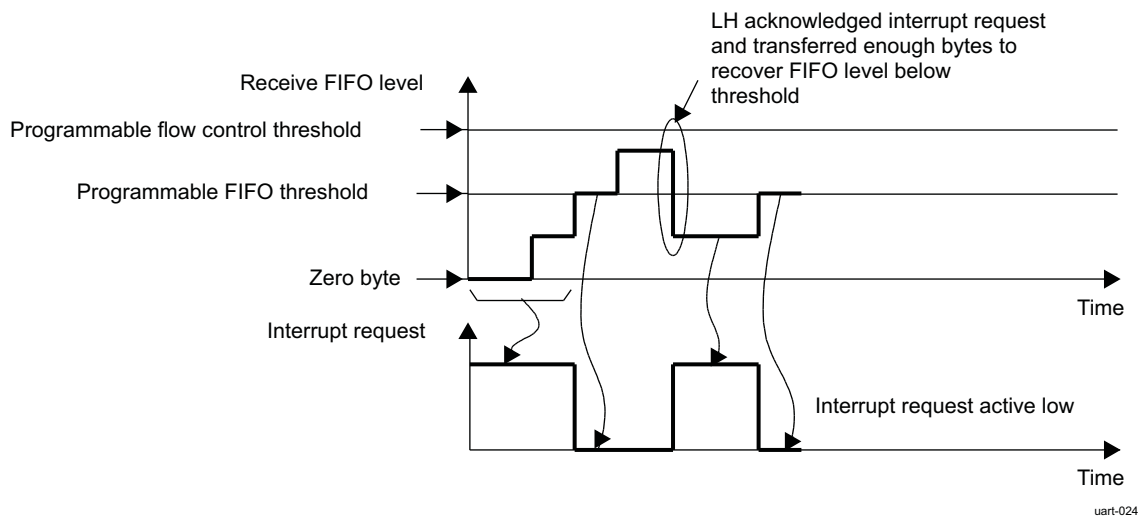 LH acknowledged interrupt request
and transferred enough bytes to
recover FIFO level below
threshold
Receive FIFO level
Programmable flow control threshold
Programmable FIFO threshold
Zero byte
Time
Interrupt request
Interrupt request active low
Time
uart-024